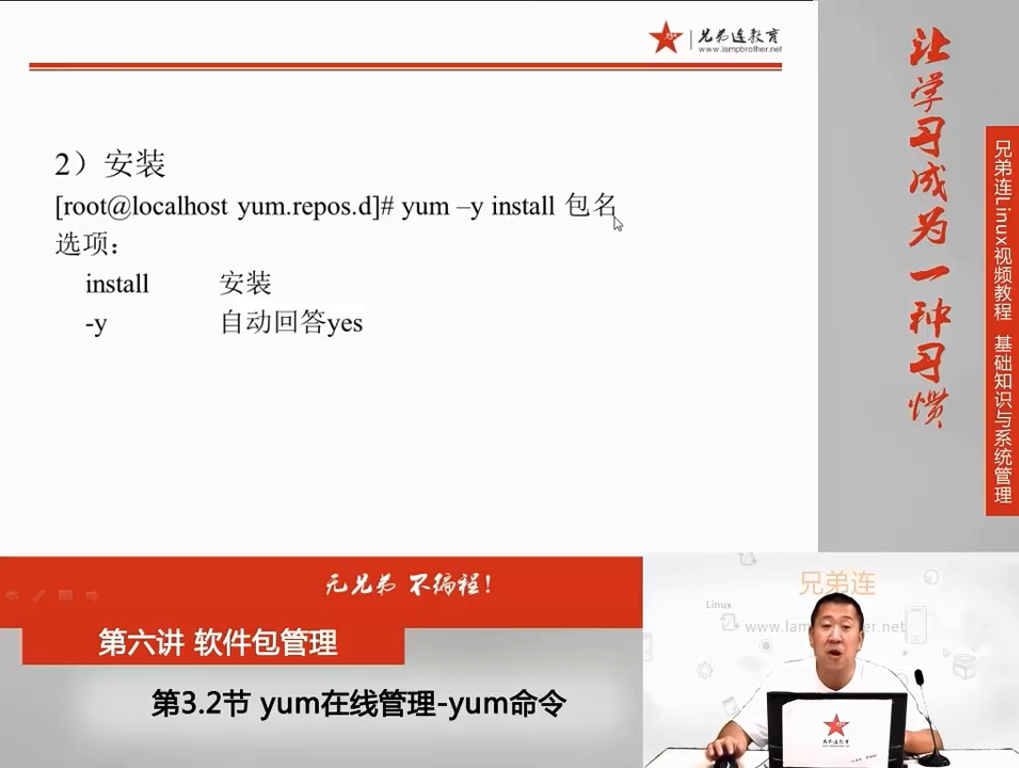 兄弟连教育
www.lampbrother.net
2）安装
[root@localhost yum.repos.d]# yum –y install 包名
选项：
install 安装
-y 自动回答yes
让学习成为一种习惯
兄弟连Linux视频教程 基础知识与系统管理
无兄弟 不编程！
第六讲 软件包管理
第3.2节 yum在线管理-yum命令
兄弟连
Linux
兄弟连教育